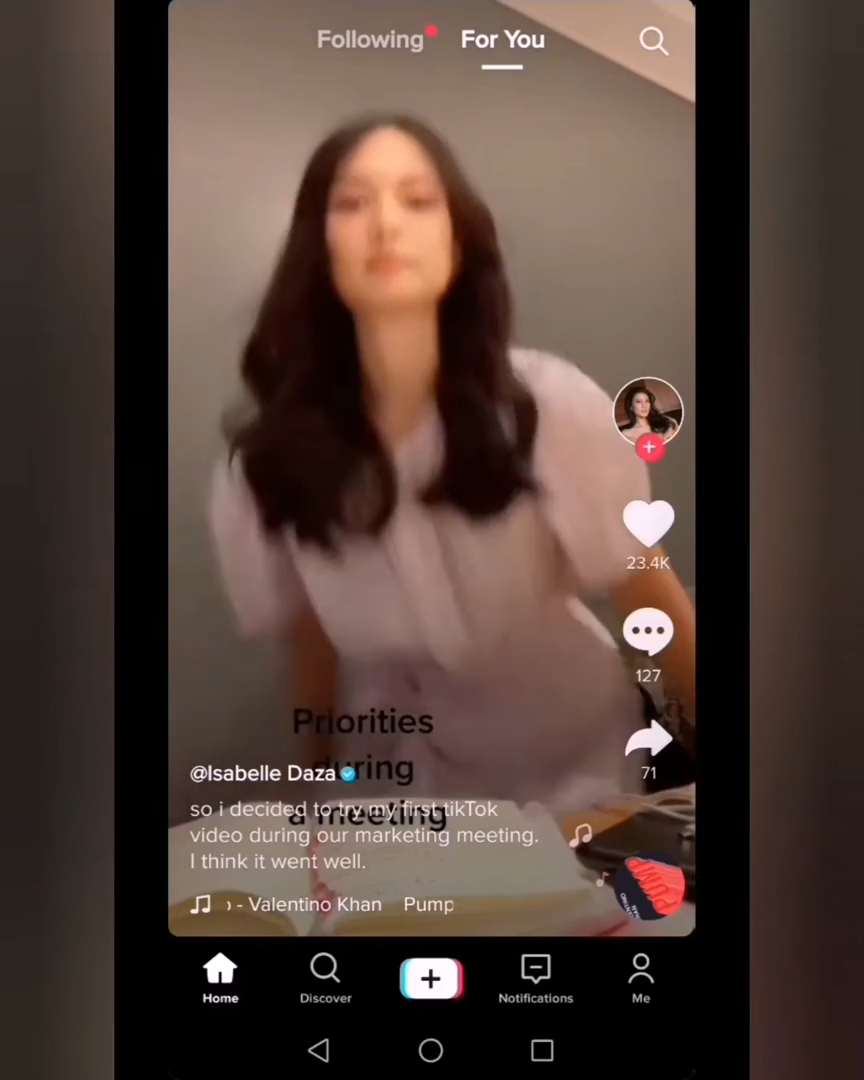 Following
For You
23.4K
127
71
Priorities
during
a meeting
@Isabelle Daza
so i decided to try my first tikTok
video during our marketing meeting.
I think it went well.
- Valentino Khan Pump
PUMP
Home
Discover
Notifications
Me